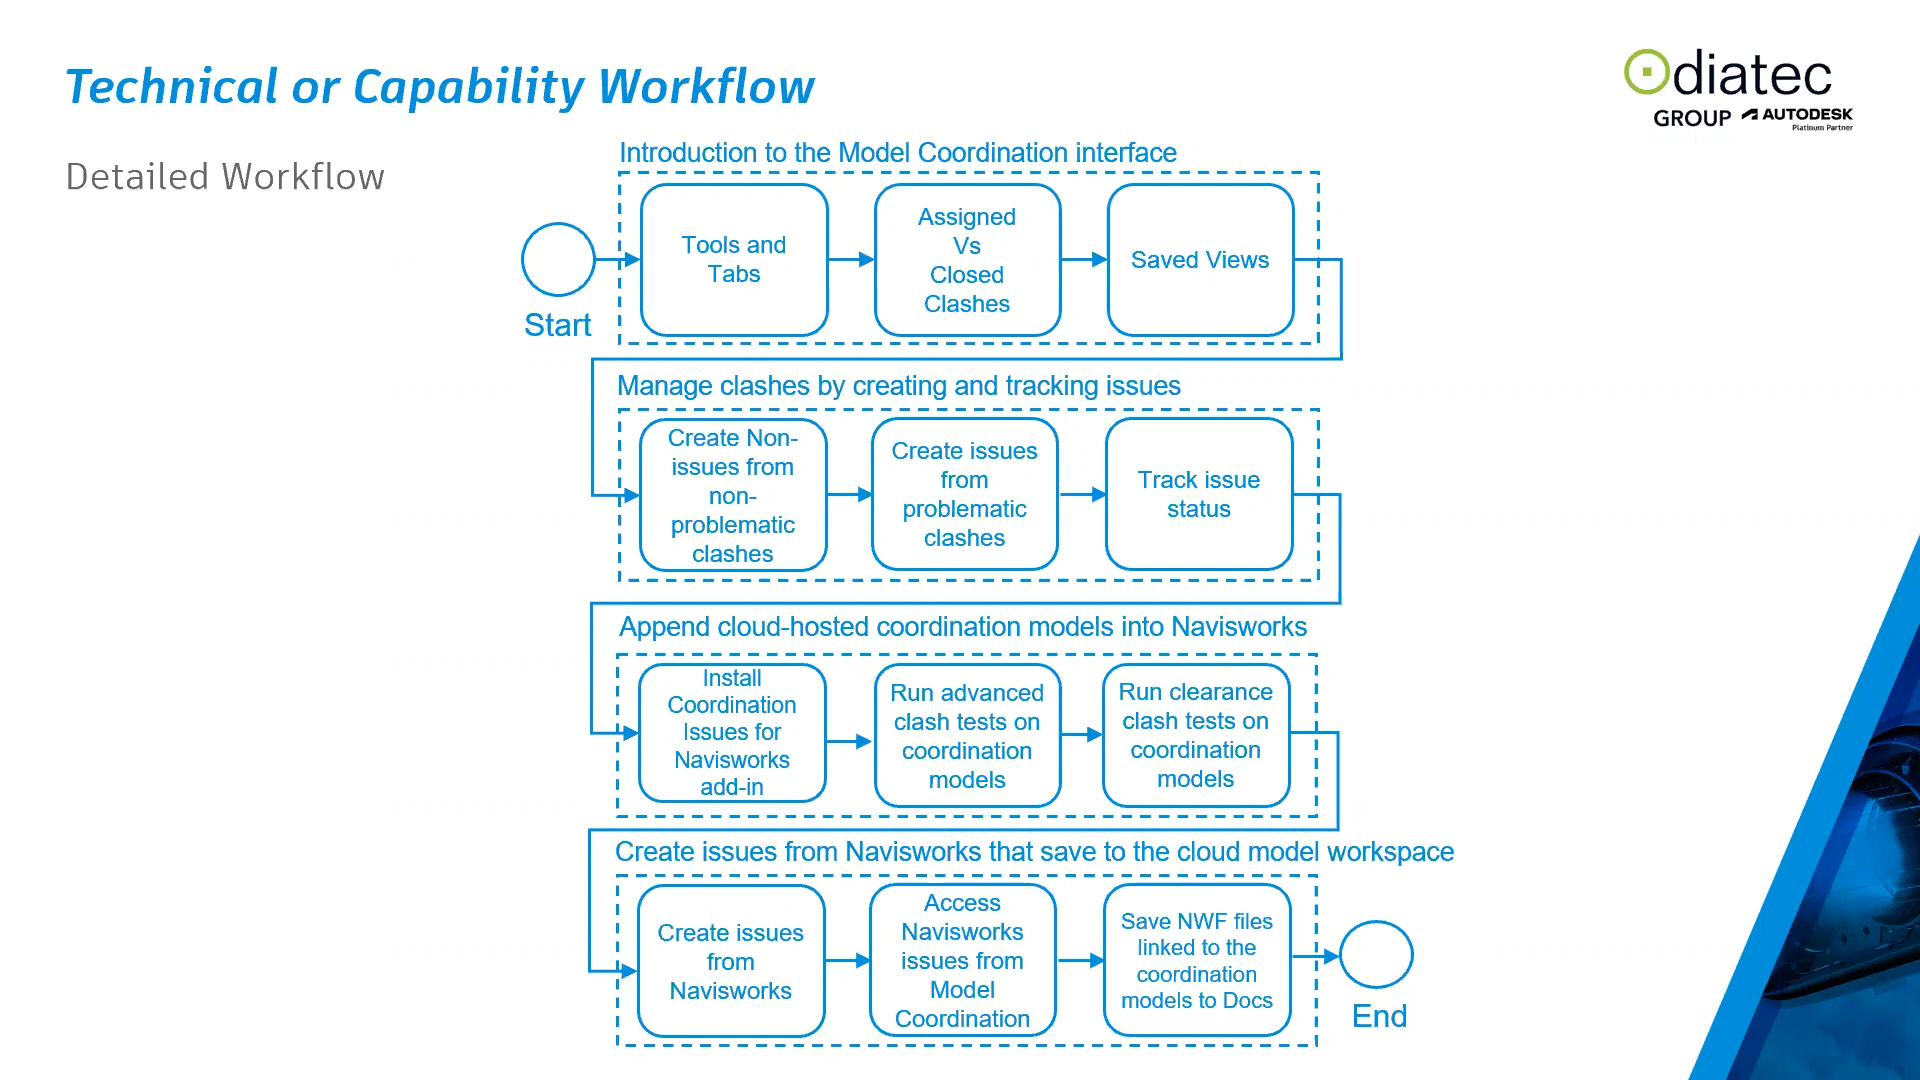 Technical or Capability Workflow
diatec
GROUP AUTODESK
Platinum Partner
Detailed Workflow
Introduction to the Model Coordination interface
Start
Tools and
Tabs
Assigned
Vs
Closed
Clashes
Saved Views
Manage clashes by creating and tracking issues
Create Non-
issues from
non-
problematic
clashes
Create issues
from
problematic
clashes
Track issue
status
Append cloud-hosted coordination models into Navisworks
Install
Coordination
Issues for
Navisworks
add-in
Run advanced
clash tests on
coordination
models
Run clearance
clash tests on
coordination
models
Create issues from Navisworks that save to the cloud model workspace
Create issues
from
Navisworks
Access
Navisworks
issues from
Model
Coordination
Save NWF files
linked to the
coordination
models to Docs
End